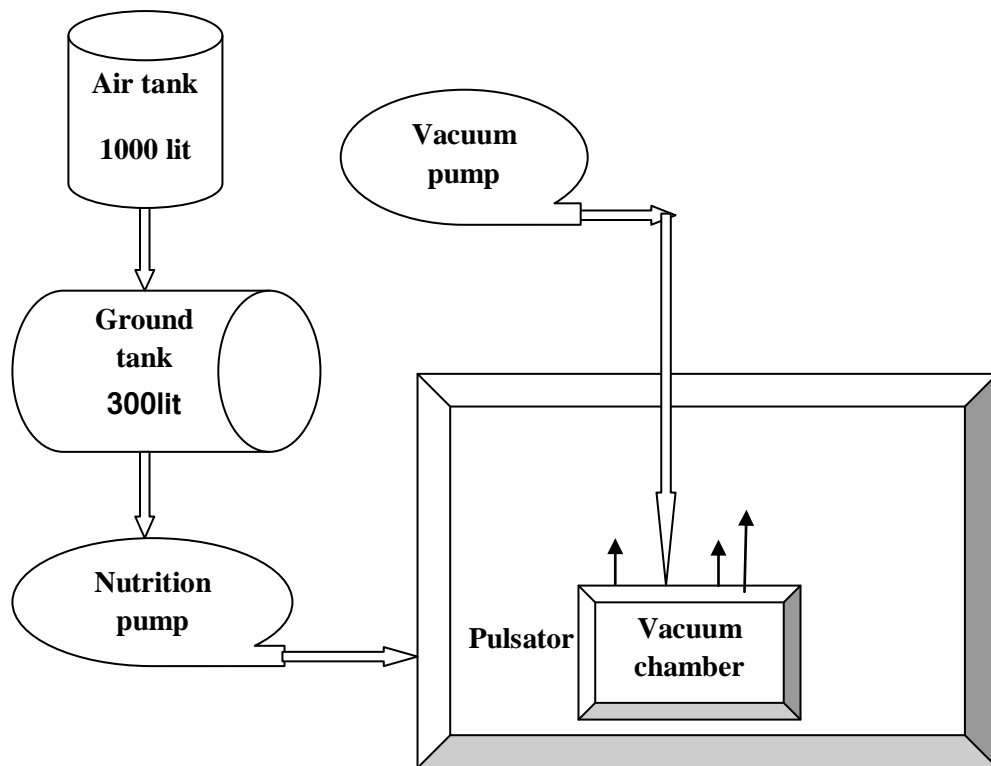 Air tank
1000 lit
Vacuum
pump
Ground
tank
300lit
Nutrition
pump
Pulsator
Vacuum
chamber